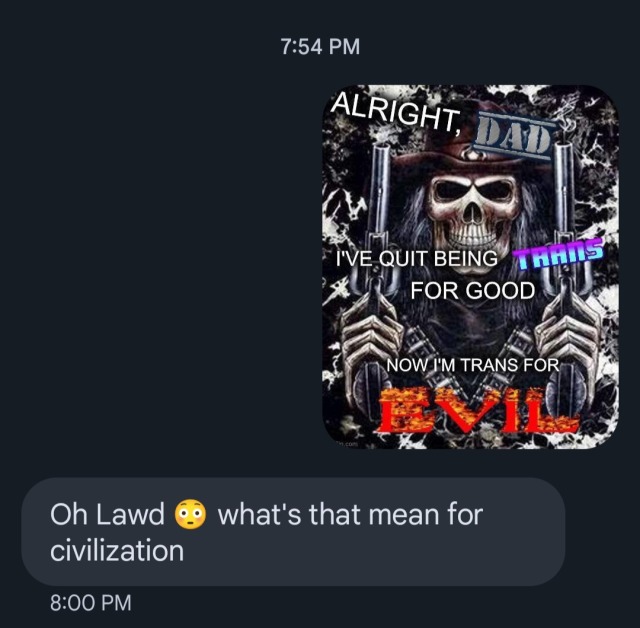 7:54 PM
ALRIGHT, DAD
I'VE QUIT BEING TRANS
FOR GOOD
NOW I'M TRANS FOR
EVIL
Oh Lawd 😳 what's that mean for
civilization
8:00 PM